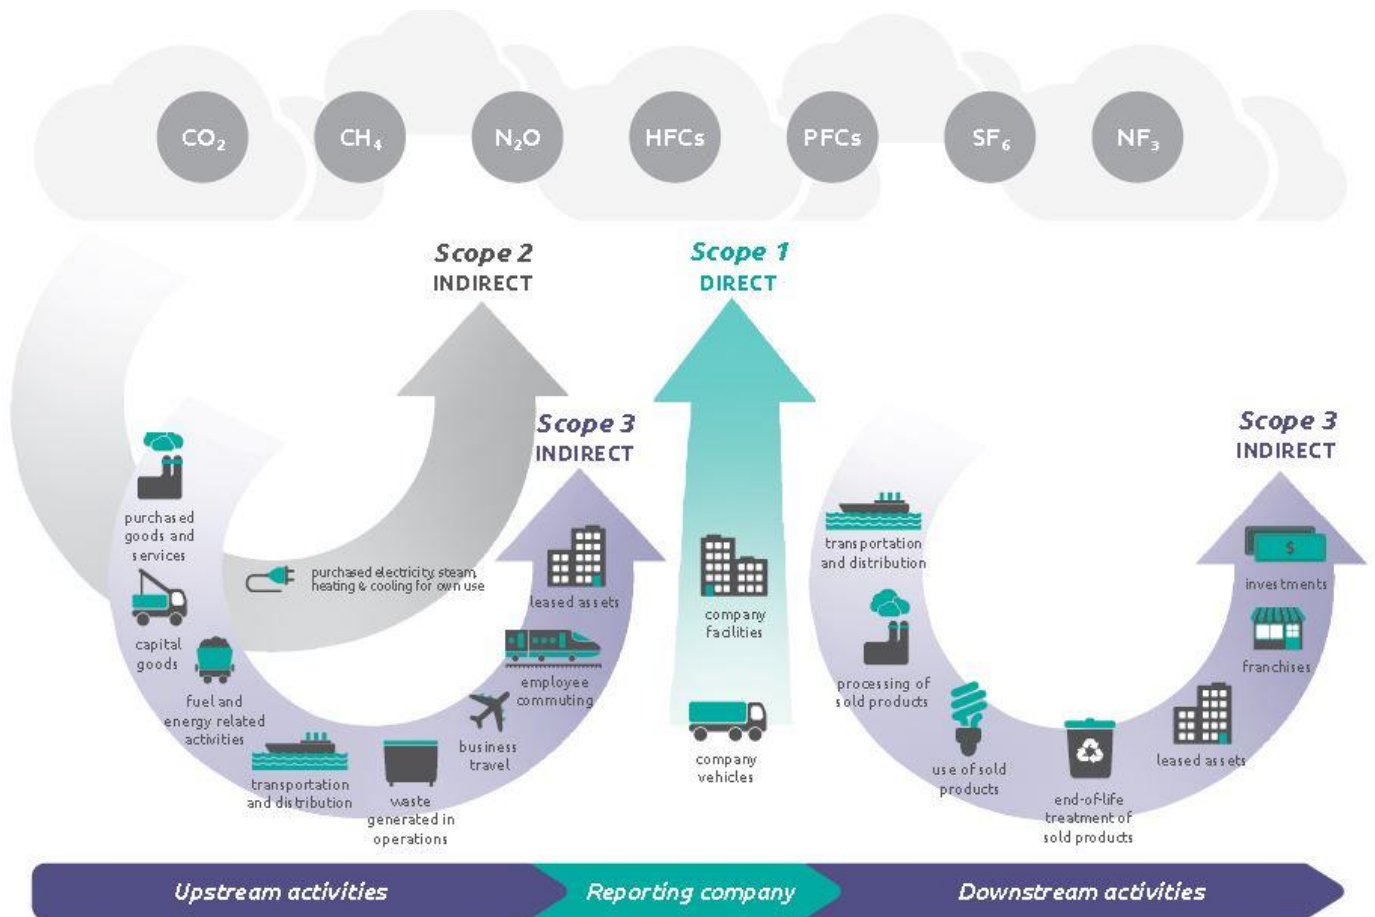 CO₂
CH₄
N₂O
HFCs
PFCs
SF₆
NF₃
Scope 2
INDIRECT
Scope 1
DIRECT
Scope 3
INDIRECT
Scope 3
INDIRECT
purchased
goods and
services
capital
goods
fuel and
energy related
activities
transportation
and distribution
waste
generated in
operations
business
travel
employee
commuting
leased assets
purchased electricity, steam,
heating & cooling for own use
company
facilities
company
vehicles
transportation
and distribution
processing of
sold products
use of sold
products
end-of-life
treatment of
sold products
leased assets
franchises
investments
$
Upstream activities
Reporting company
Downstream activities